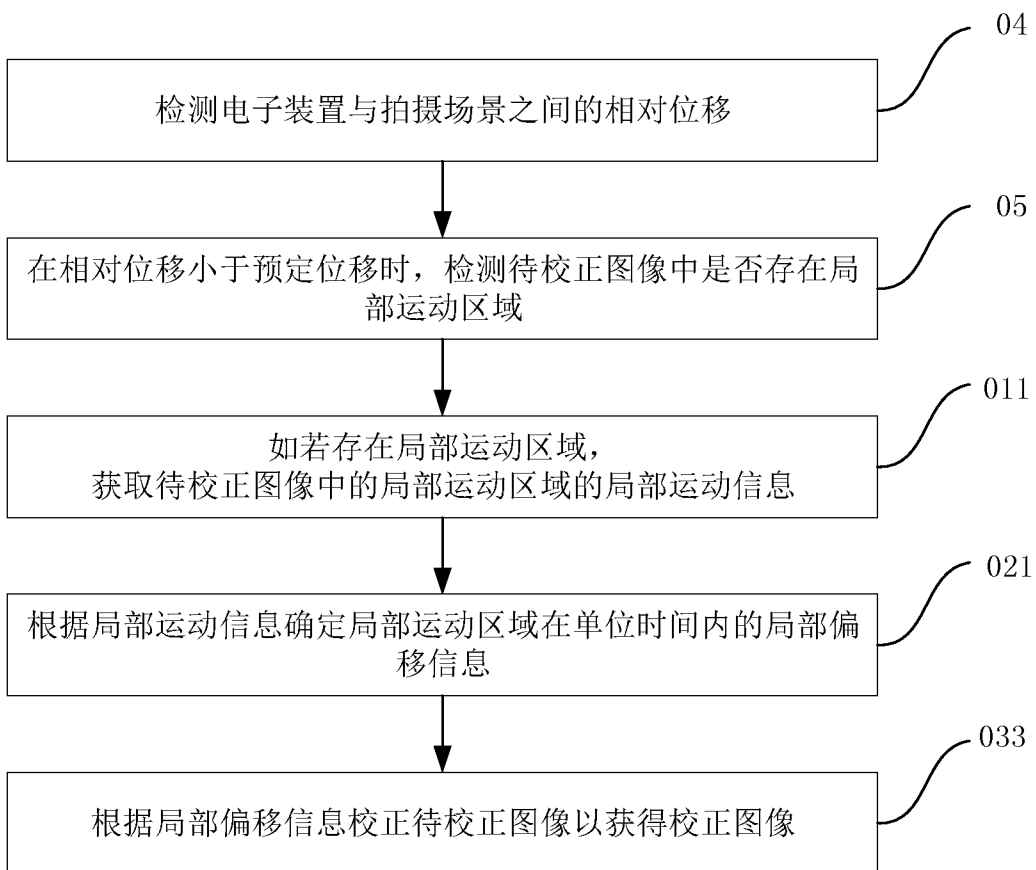 04
检测电子装置与拍摄场景之间的相对位移
05
在相对位移小于预定位移时，检测待校正图像中是否存在局
部运动区域
011
如若存在局部运动区域，
获取待校正图像中的局部运动区域的局部运动信息
021
根据局部运动信息确定局部运动区域在单位时间内的局部偏
移信息
033
根据局部偏移信息校正待校正图像以获得校正图像